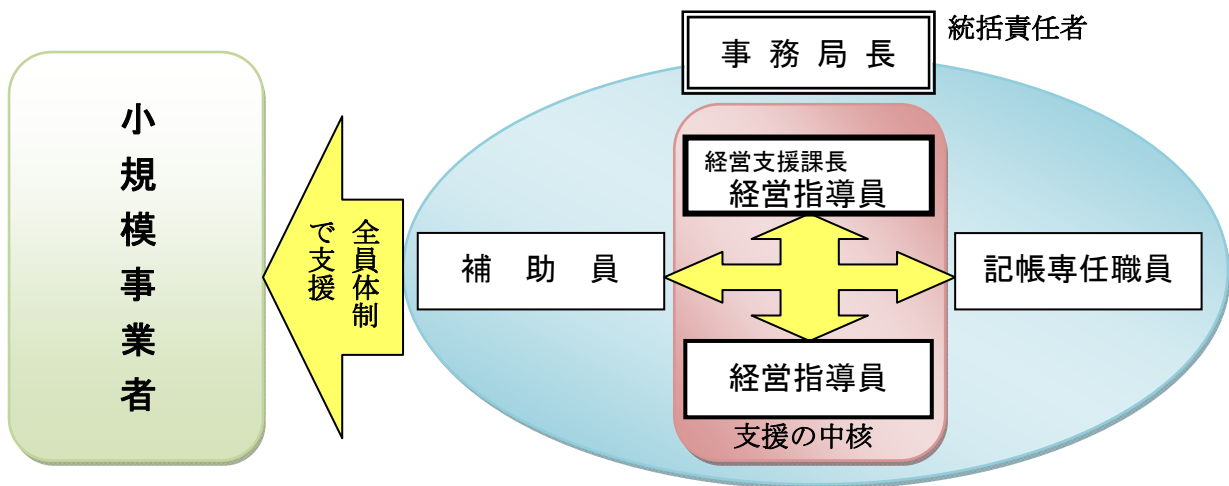 統括責任者
事務局長
小規模事業者
全員体制
で支援
経営支援課長
経営指導員
補助員
記帳専任職員
経営指導員
支援の中核